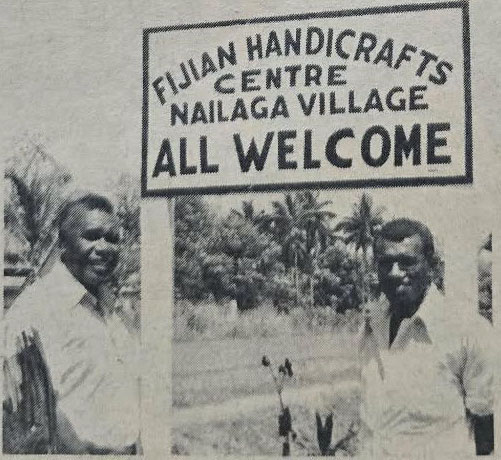 FIJIAN HANDICRAFTS
CENTRE
NAILAGA VILLAGE
ALL WELCOME